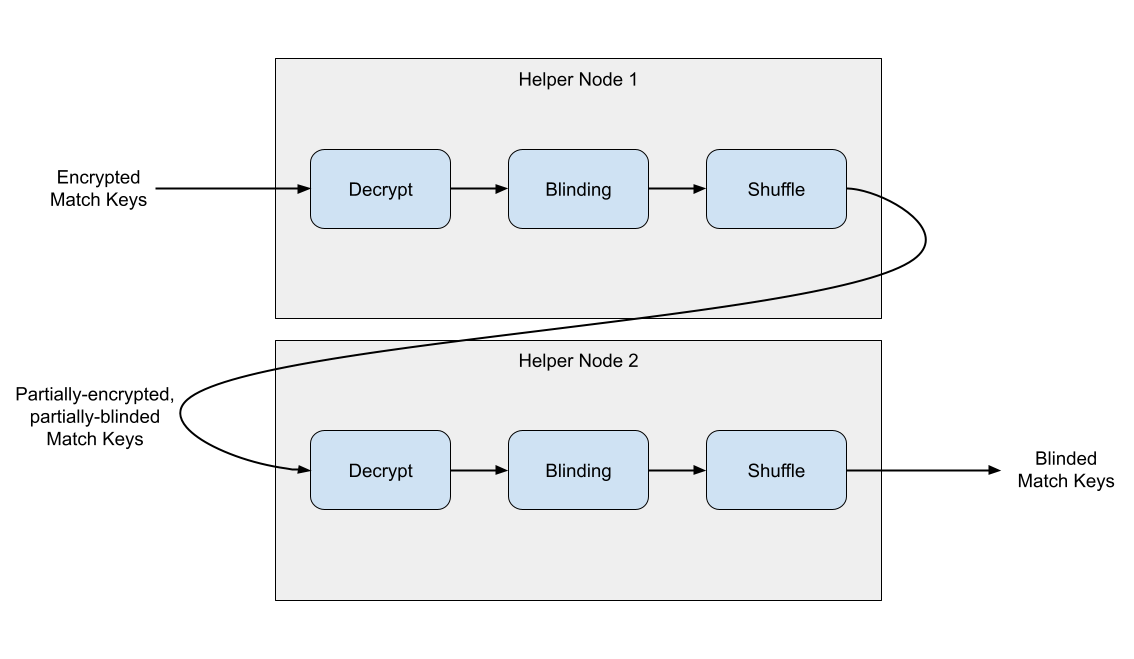 Helper Node 1
Encrypted
Match Keys
Decrypt
Blinding
Shuffle
Helper Node 2
Partially-encrypted,
partially-blinded
Match Keys
Decrypt
Blinding
Shuffle
Blinded
Match Keys